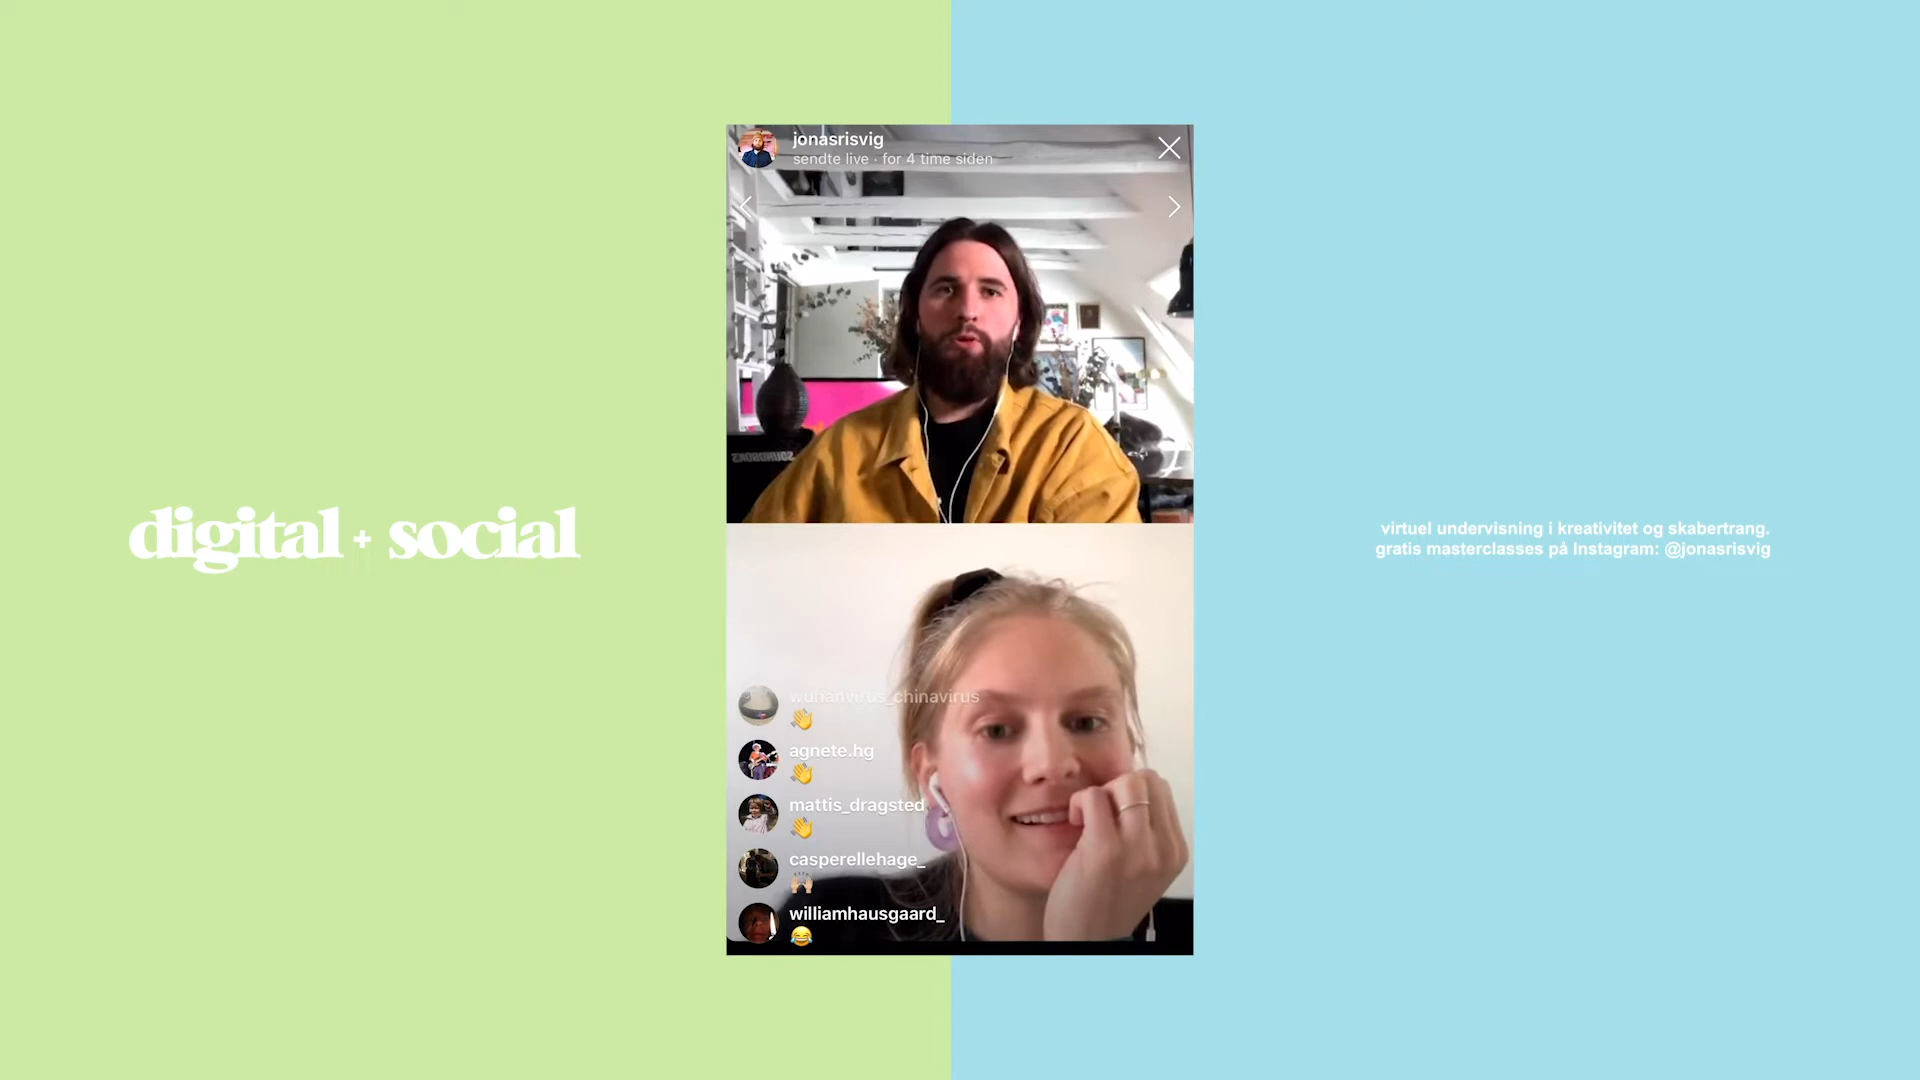 jonasrisvig
sendte live · for 4 time siden
digital + social
virtuel undervisning i kreativitet og skabertrang.
gratis masterclasses på Instagram: @jonasrisvig
wuhanvirus_chinavirus
👋
agnete.hg
👋
mattis_dragsted
👋
casperellehage_
🙌🏼
williamhausgaard_
😂